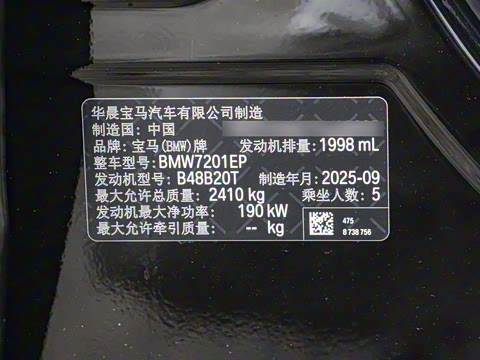 华晨宝马汽车有限公司制造
制造国：中国
品牌：宝马(BMW)牌 发动机排量：1998 mL
整车型号：BMW7201EP
发动机型号：B48B20T 制造年月：2025-09
最大允许总质量：2410 kg 乘坐人数：5
发动机最大净功率：190 kW
最大允许牵引质量：-- kg
475
8 738 756